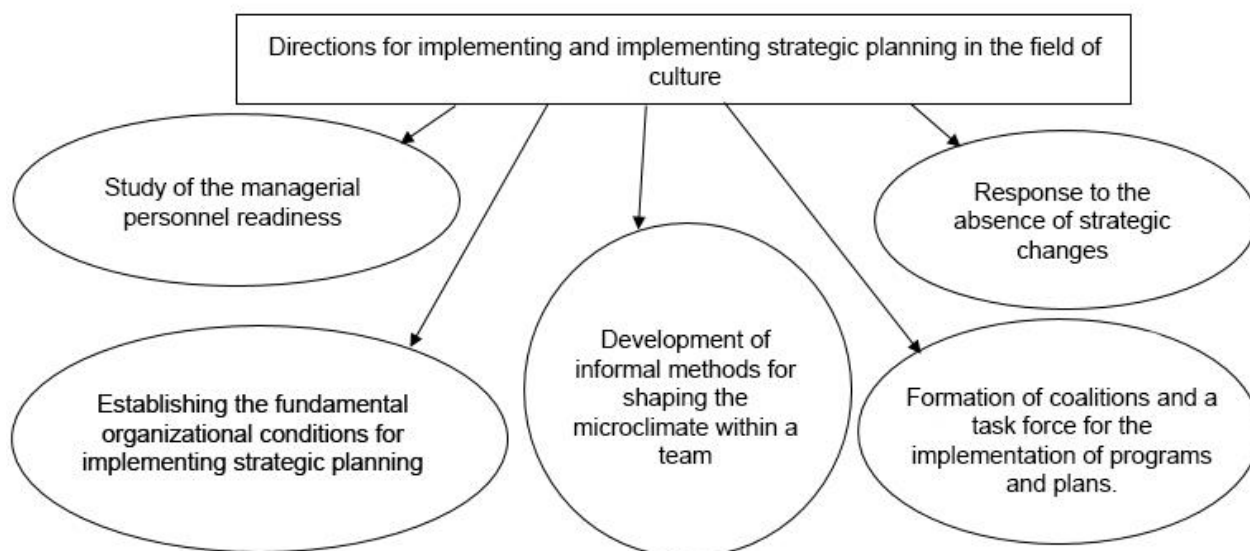 Directions for implementing and implementing strategic planning in the field of
culture
Study of the managerial
personnel readiness
Response to the
absence of strategic
changes
Establishing the fundamental
organizational conditions for
implementing strategic planning
Development of
informal methods for
shaping the
microclimate within a
team
Formation of coalitions and a
task force for the
implementation of programs
and plans.